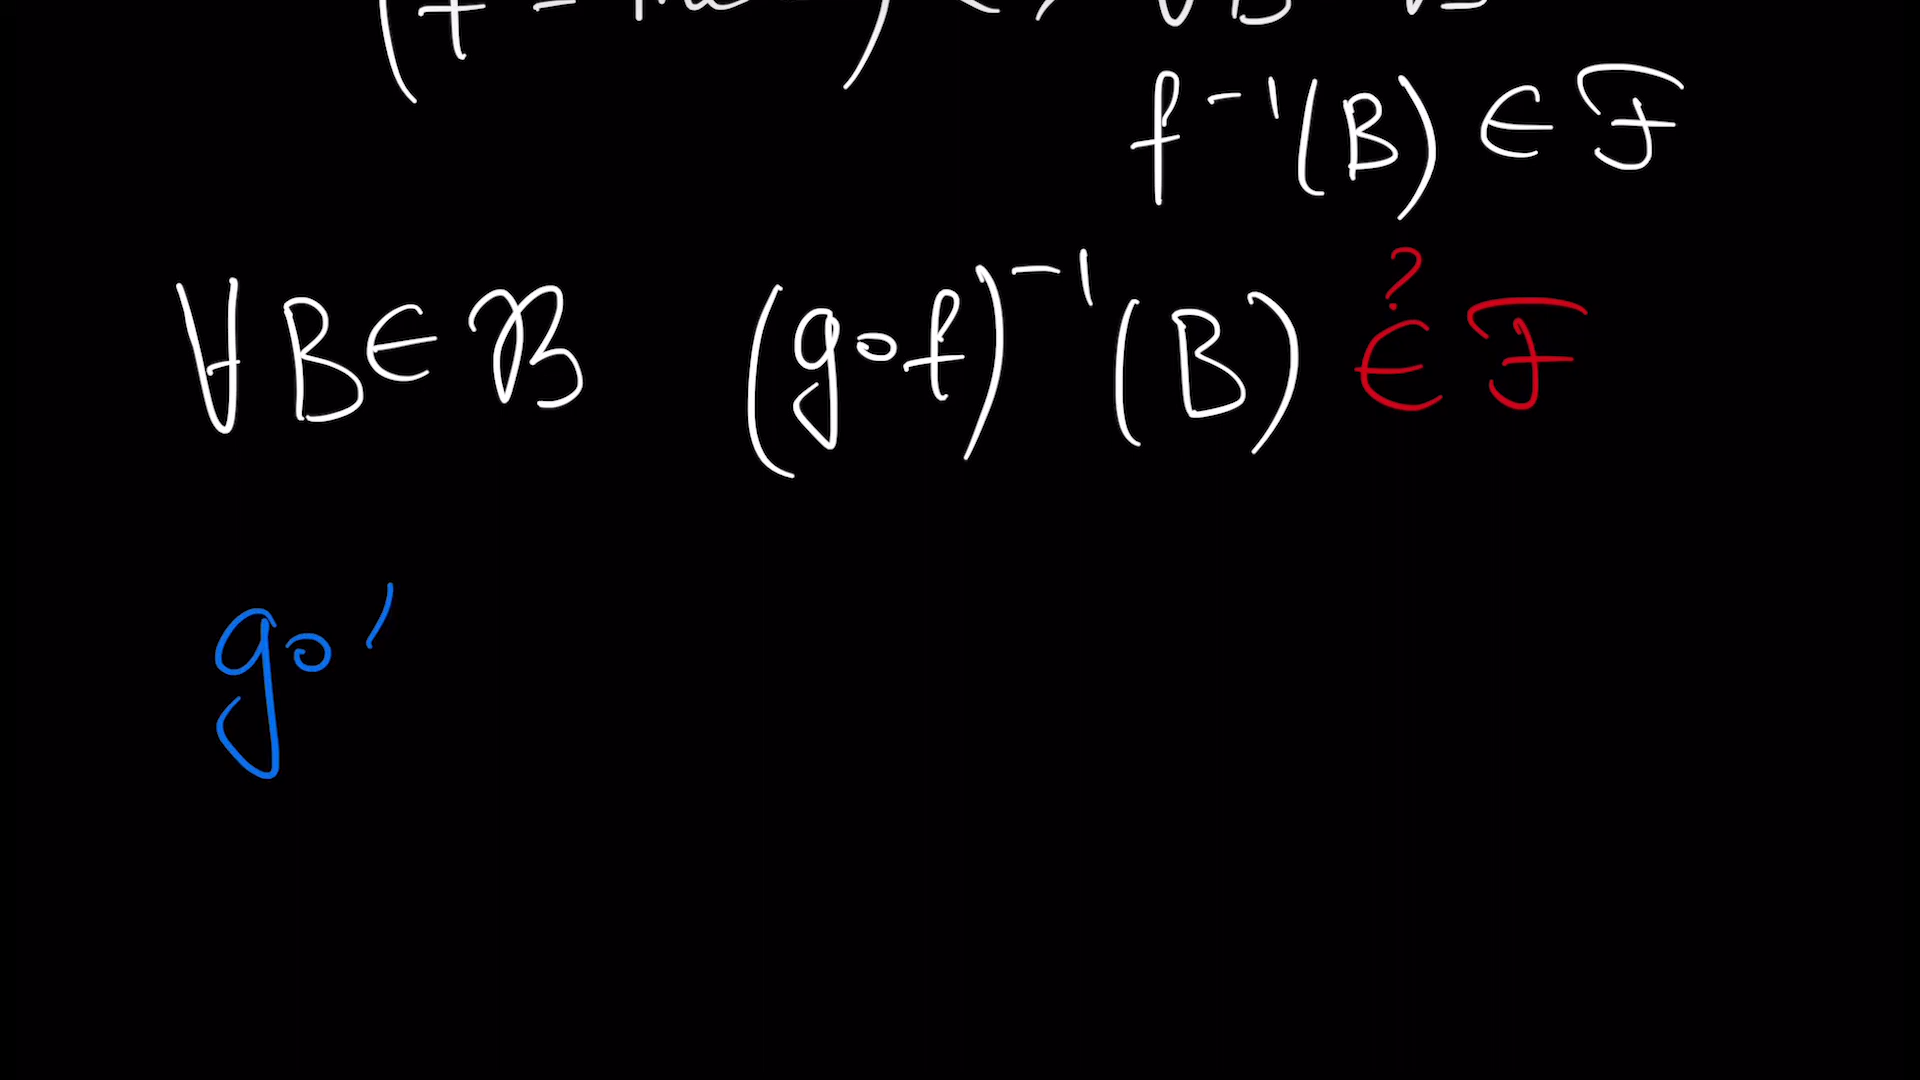 f⁻¹(B) ∈ ℱ
∀ B ∈ 𝓑 (g∘f)⁻¹(B) ∈? ℱ
g∘